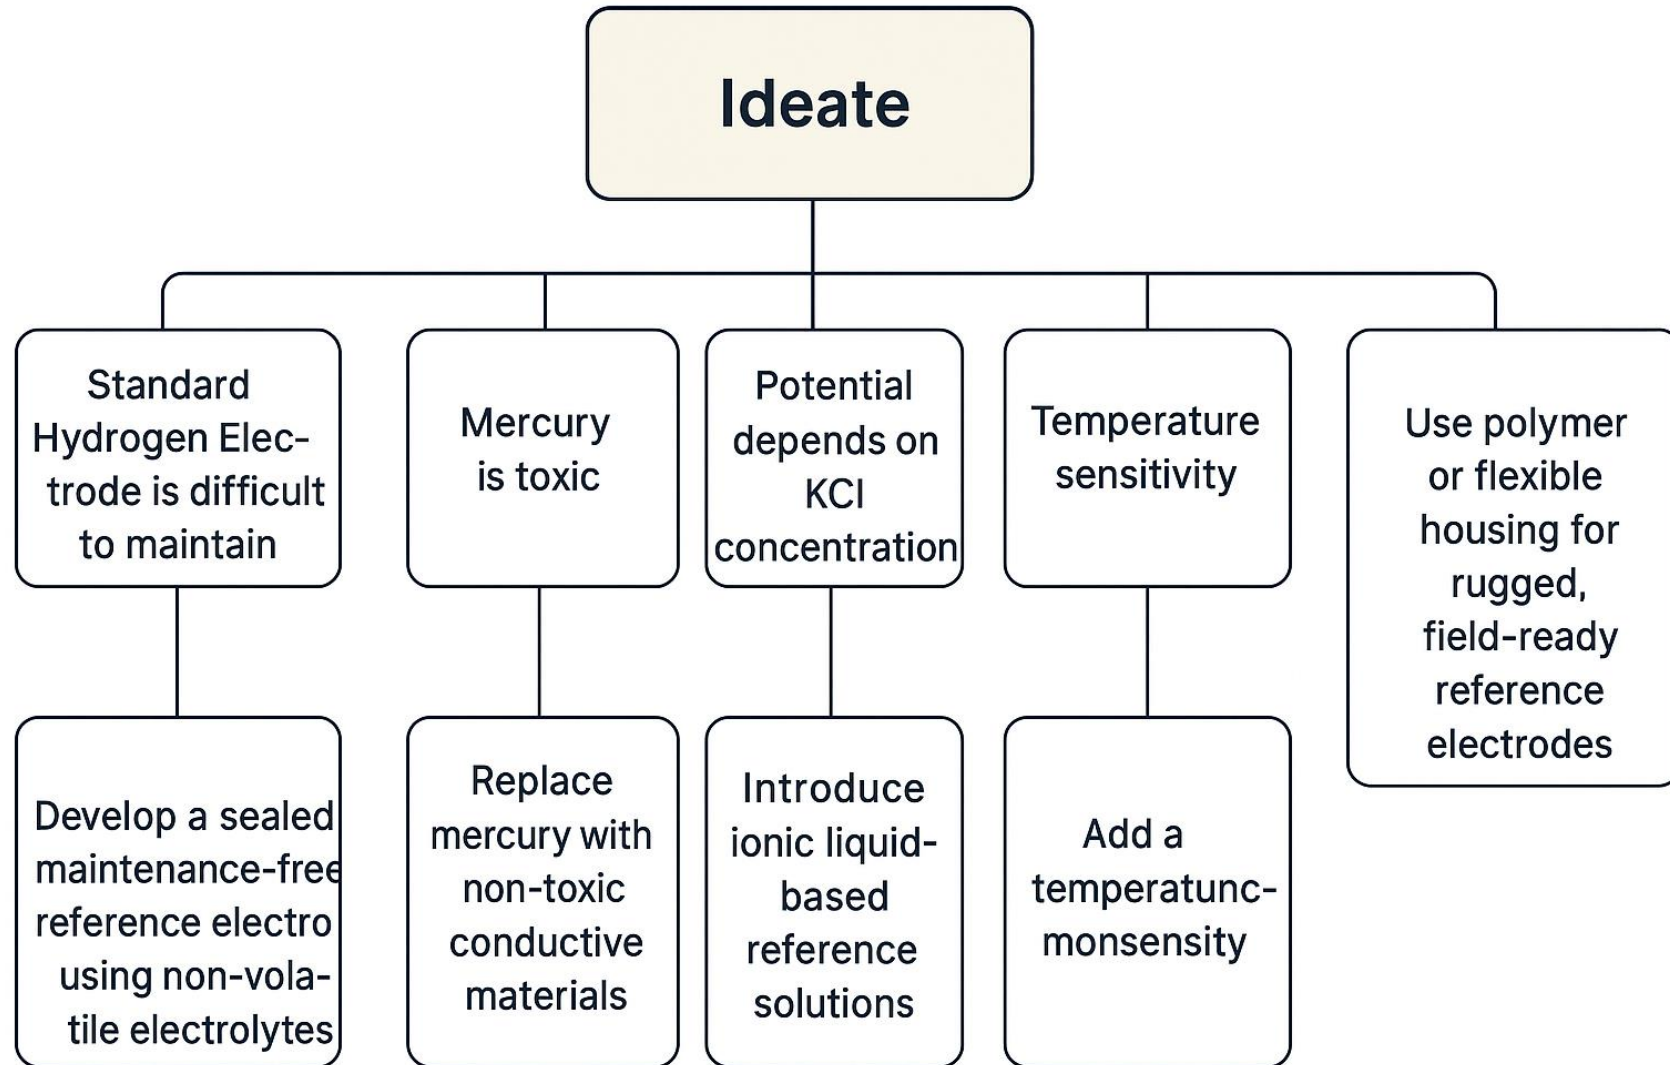 Ideate
Standard
Hydrogen Elec-
trode is difficult
to maintain
Mercury
is toxic
Potential
depends on
KCl
concentration
Temperature
sensitivity
Use polymer
or flexible
housing for
rugged,
field-ready
reference
electrodes
Develop a sealed
maintenance-free
reference electro
using non-vola-
tile electrolytes
Replace
mercury with
non-toxic
conductive
materials
Introduce
ionic liquid-
based
reference
solutions
Add a
temperatunc-
monsensity